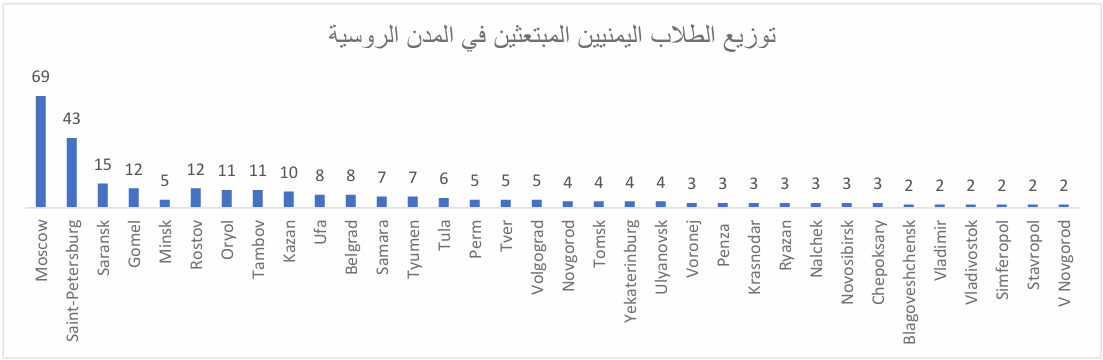 توزيع الطلاب اليمنيين المبتعثين في المدن الروسية
69 43 15 12 5 12 11 11 10 8 8 7 7 6 5 5 5 4 4 4 4 3 3 3 3 3 3 3 2 2 2 2 2 2
Moscow
Saint-Petersburg
Saransk
Gomel
Minsk
Rostov
Oryol
Tambov
Kazan
Ufa
Belgrad
Samara
Tyumen
Tula
Perm
Tver
Volgograd
Novgorod
Tomsk
Yekaterinburg
Ulyanovsk
Voronej
Penza
Krasnodar
Ryazan
Nalchek
Novosibirsk
Chepoksary
Blagoveshchensk
Vladimir
Vladivostok
Simferopol
Stavropol
V Nevgorod